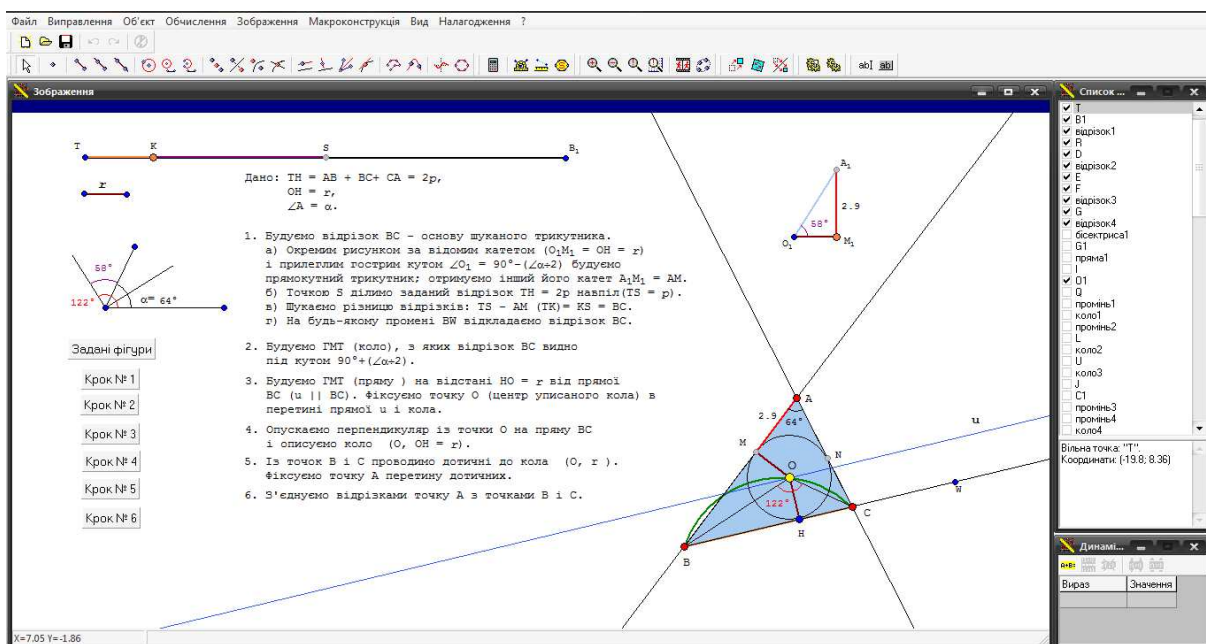 Файл Виправлення Об'єкт Обчислення Зображення Макроконструкція Вид Налагодження ?
abI ab|
Зображення
T K S B₁
r
Дано: TH = AB + BC+ CA = 2p,
OH = r,
∠A = α.
A₁
58°
2.9
O₁ M₁
1. Будуємо відрізок BC – основу шуканого трикутника.
а) Окремим рисунком за відомим катетом (O₁M₁ = OH = r)
і прилеглим гострим кутом ∠O₁ = 90°-(∠α÷2) будуємо
прямокутний трикутник; отримуємо інший його катет A₁M₁ = AM.
б) Точкою S ділимо заданий відрізок TH = 2p навпіл(TS = p).
в) Шукаємо різницю відрізків: TS - AM (TK)= KS = BC.
г) На будь-якому промені BW відкладаємо відрізок BC.
58°
122°
α= 64°
2. Будуємо ГМТ (коло), з яких відрізок BC видно
під кутом 90°+(∠α÷2).
3. Будуємо ГМТ (пряму ) на відстані HO = r від прямої
BC (u || BC). Фіксуємо точку O (центр уписаного кола) в
перетині прямої u і кола.
4. Опускаємо перпендикуляр із точки O на пряму BC
і описуємо коло (O, OH = r).
5. Із точок B і C проводимо дотичні до кола (O, r ).
Фіксуємо точку A перетину дотичних.
6. З'єднуємо відрізками точку A з точками B і C.
Задані фігури
Крок № 1
Крок № 2
Крок № 3
Крок № 4
Крок № 5
Крок № 6
A
2.9
64°
u
M
N
O
122°
W
C
H
B
Список ...
T
B1
відрізок1
R
D
відрізок2
E
F
відрізок3
G
відрізок4
бісектриса1
G1
пряма1
I
O1
Q
промінь1
коло1
промінь2
L
коло2
U
коло3
J
C1
промінь3
промінь4
коло4
Вільна точка: "T".
Координати: (-19.8; 8.36)
Динамі...
A+B=
Вираз Значення
X=7.05 Y=-1.86